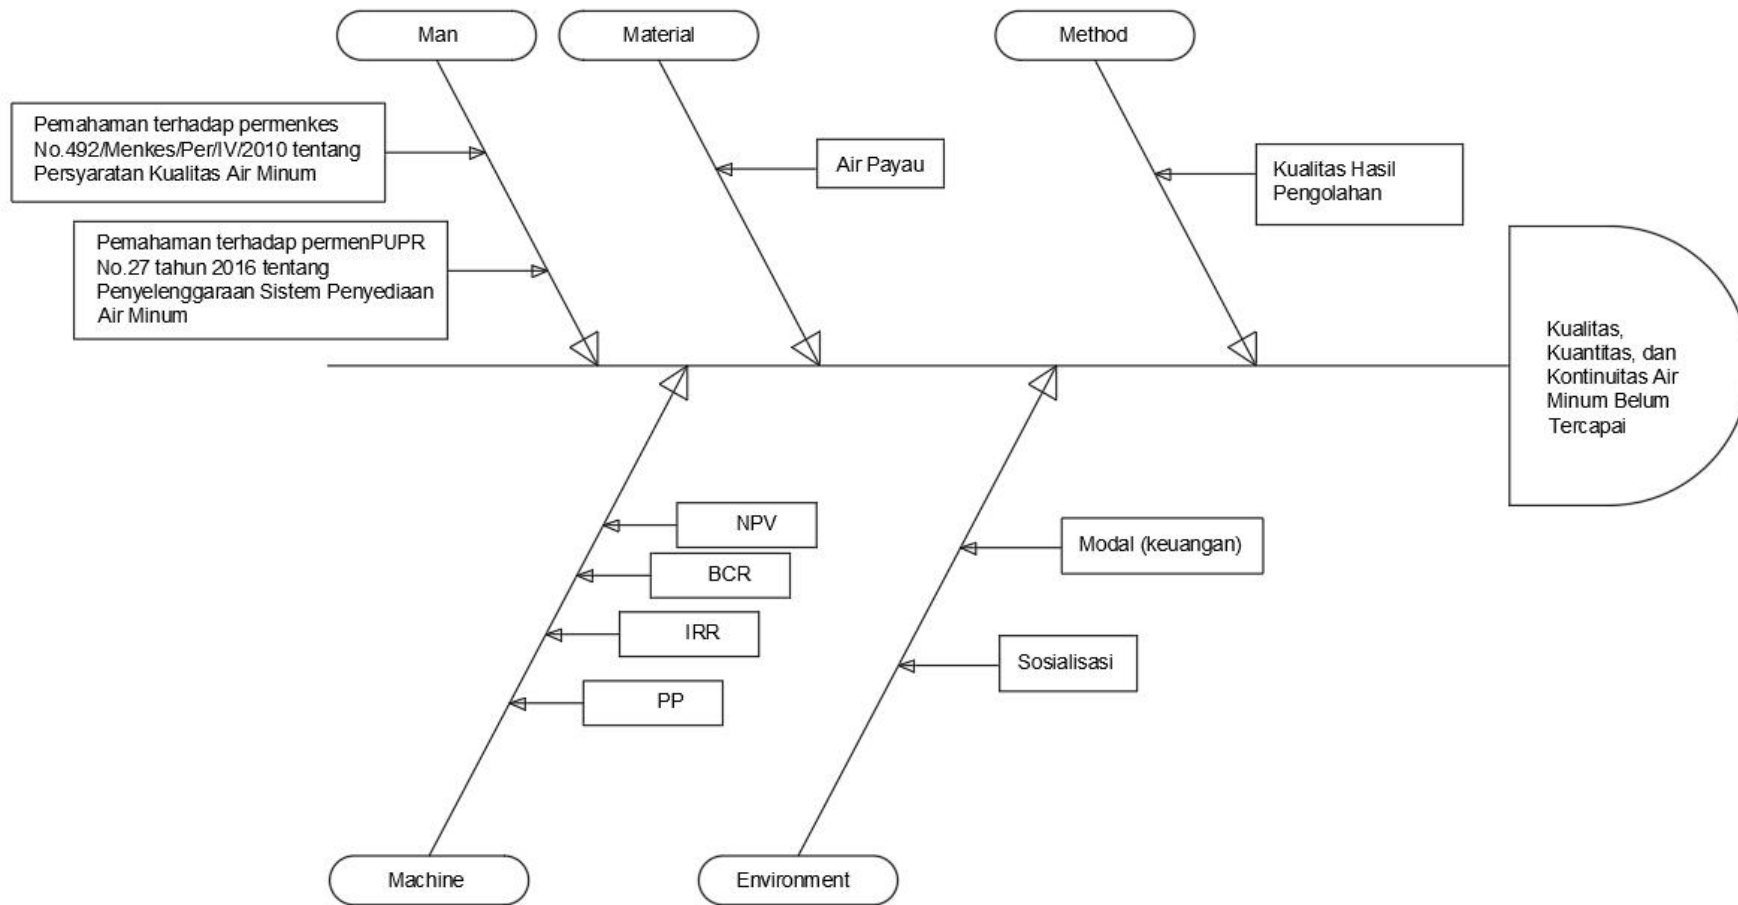 Man
Material
Method
Pemahaman terhadap permenkes
No.492/Menkes/Per/IV/2010 tentang
Persyaratan Kualitas Air Minum
Air Payau
Kualitas Hasil
Pengolahan
Pemahaman terhadap permenPUPR
No.27 tahun 2016 tentang
Penyelenggaraan Sistem Penyediaan
Air Minum
Kualitas,
Kuantitas, dan
Kontinuitas Air
Minum Belum
Tercapai
NPV
BCR
IRR
PP
Modal (keuangan)
Sosialisasi
Machine
Environment